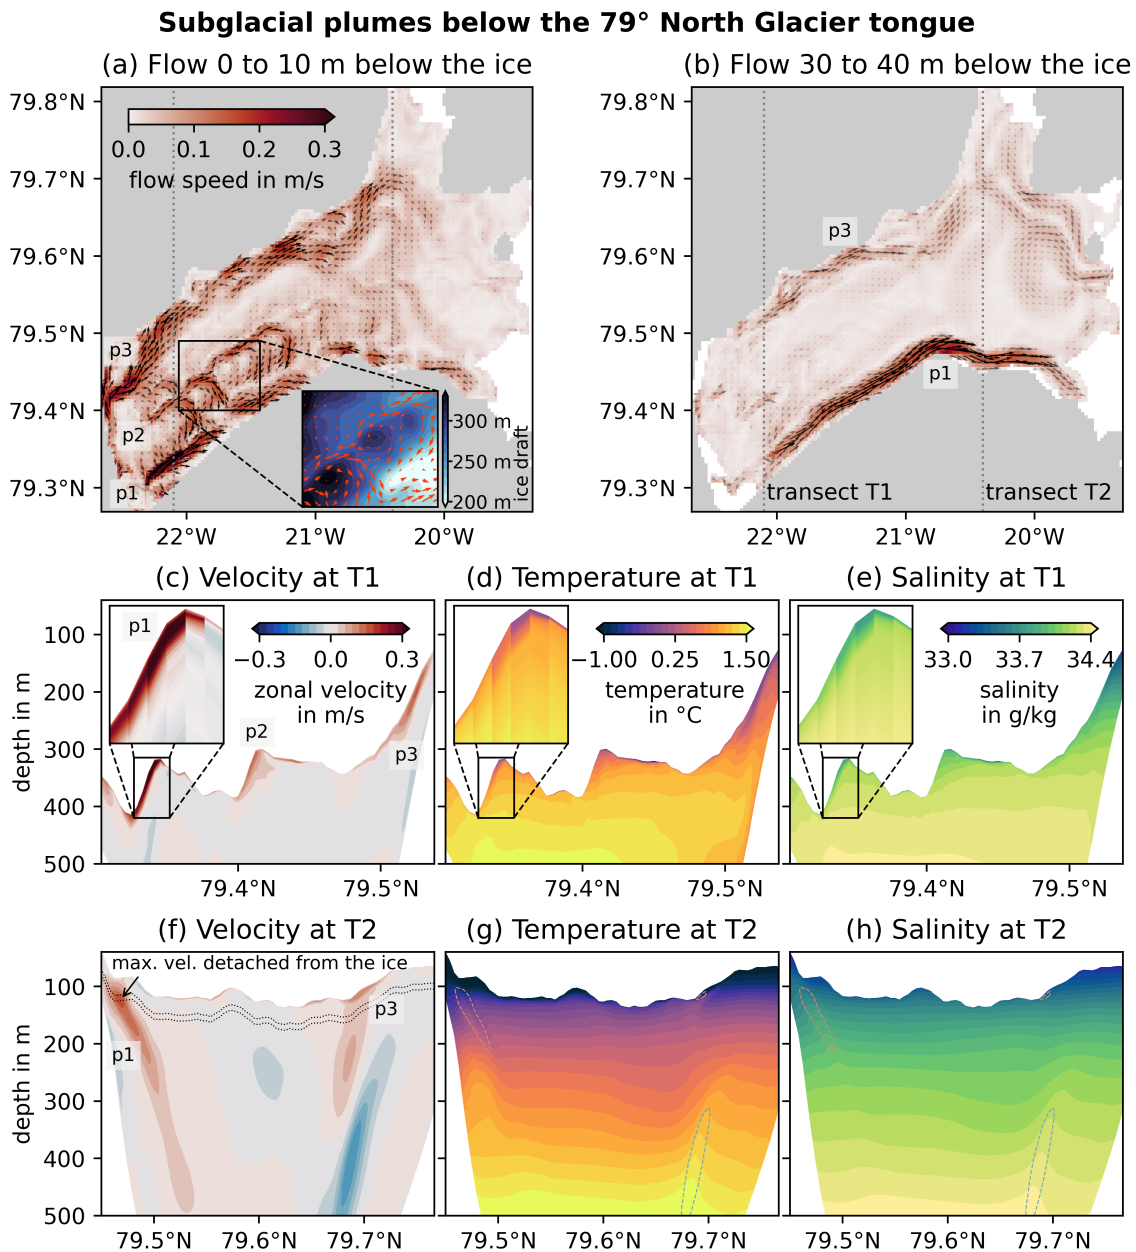 Subglacial plumes below the 79° North Glacier tongue
(a) Flow 0 to 10 m below the ice
(b) Flow 30 to 40 m below the ice
79.8°N
79.7°N
79.6°N
79.5°N
79.4°N
79.3°N
0.0 0.1 0.2 0.3
flow speed in m/s
p3
p2
p1
300 m
250 m
200 m
ice draft
22°W 21°W 20°W
79.8°N
79.7°N
79.6°N
79.5°N
79.4°N
79.3°N
p3
p1
transect T1
transect T2
22°W 21°W 20°W
(c) Velocity at T1
(d) Temperature at T1
(e) Salinity at T1
depth in m
100
200
300
400
500
p1
−0.3 0.0 0.3
zonal velocity
in m/s
p2
p3
79.4°N 79.5°N
−1.00 0.25 1.50
temperature
in °C
79.4°N 79.5°N
33.0 33.7 34.4
salinity
in g/kg
79.4°N 79.5°N
(f) Velocity at T2
(g) Temperature at T2
(h) Salinity at T2
depth in m
100
200
300
400
500
max. vel. detached from the ice
p1
p3
79.5°N 79.6°N 79.7°N
79.5°N 79.6°N 79.7°N
79.5°N 79.6°N 79.7°N